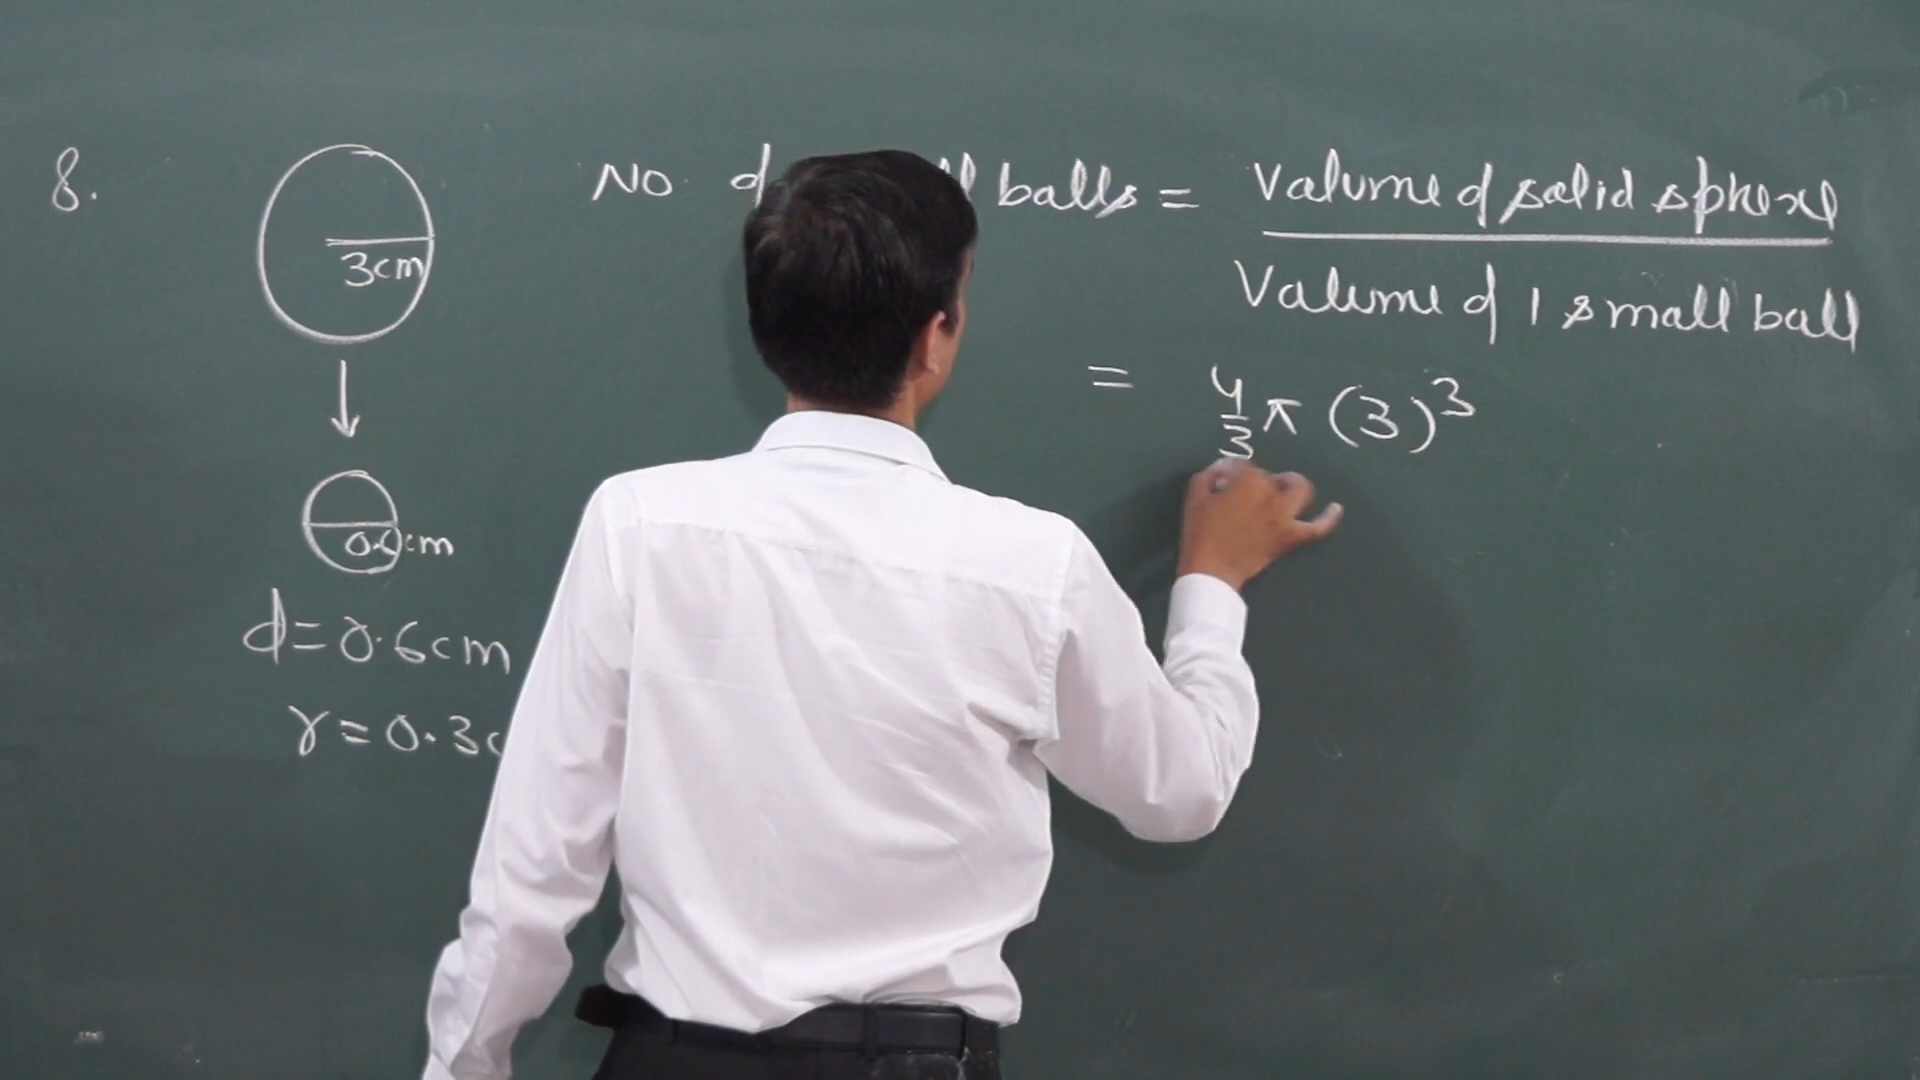 8.
3cm
0.6cm
d=0.6cm
r=0.3c
No. of ll balls = Volume of solid sphere
Volume of 1 small ball
= 4/3 π (3)³